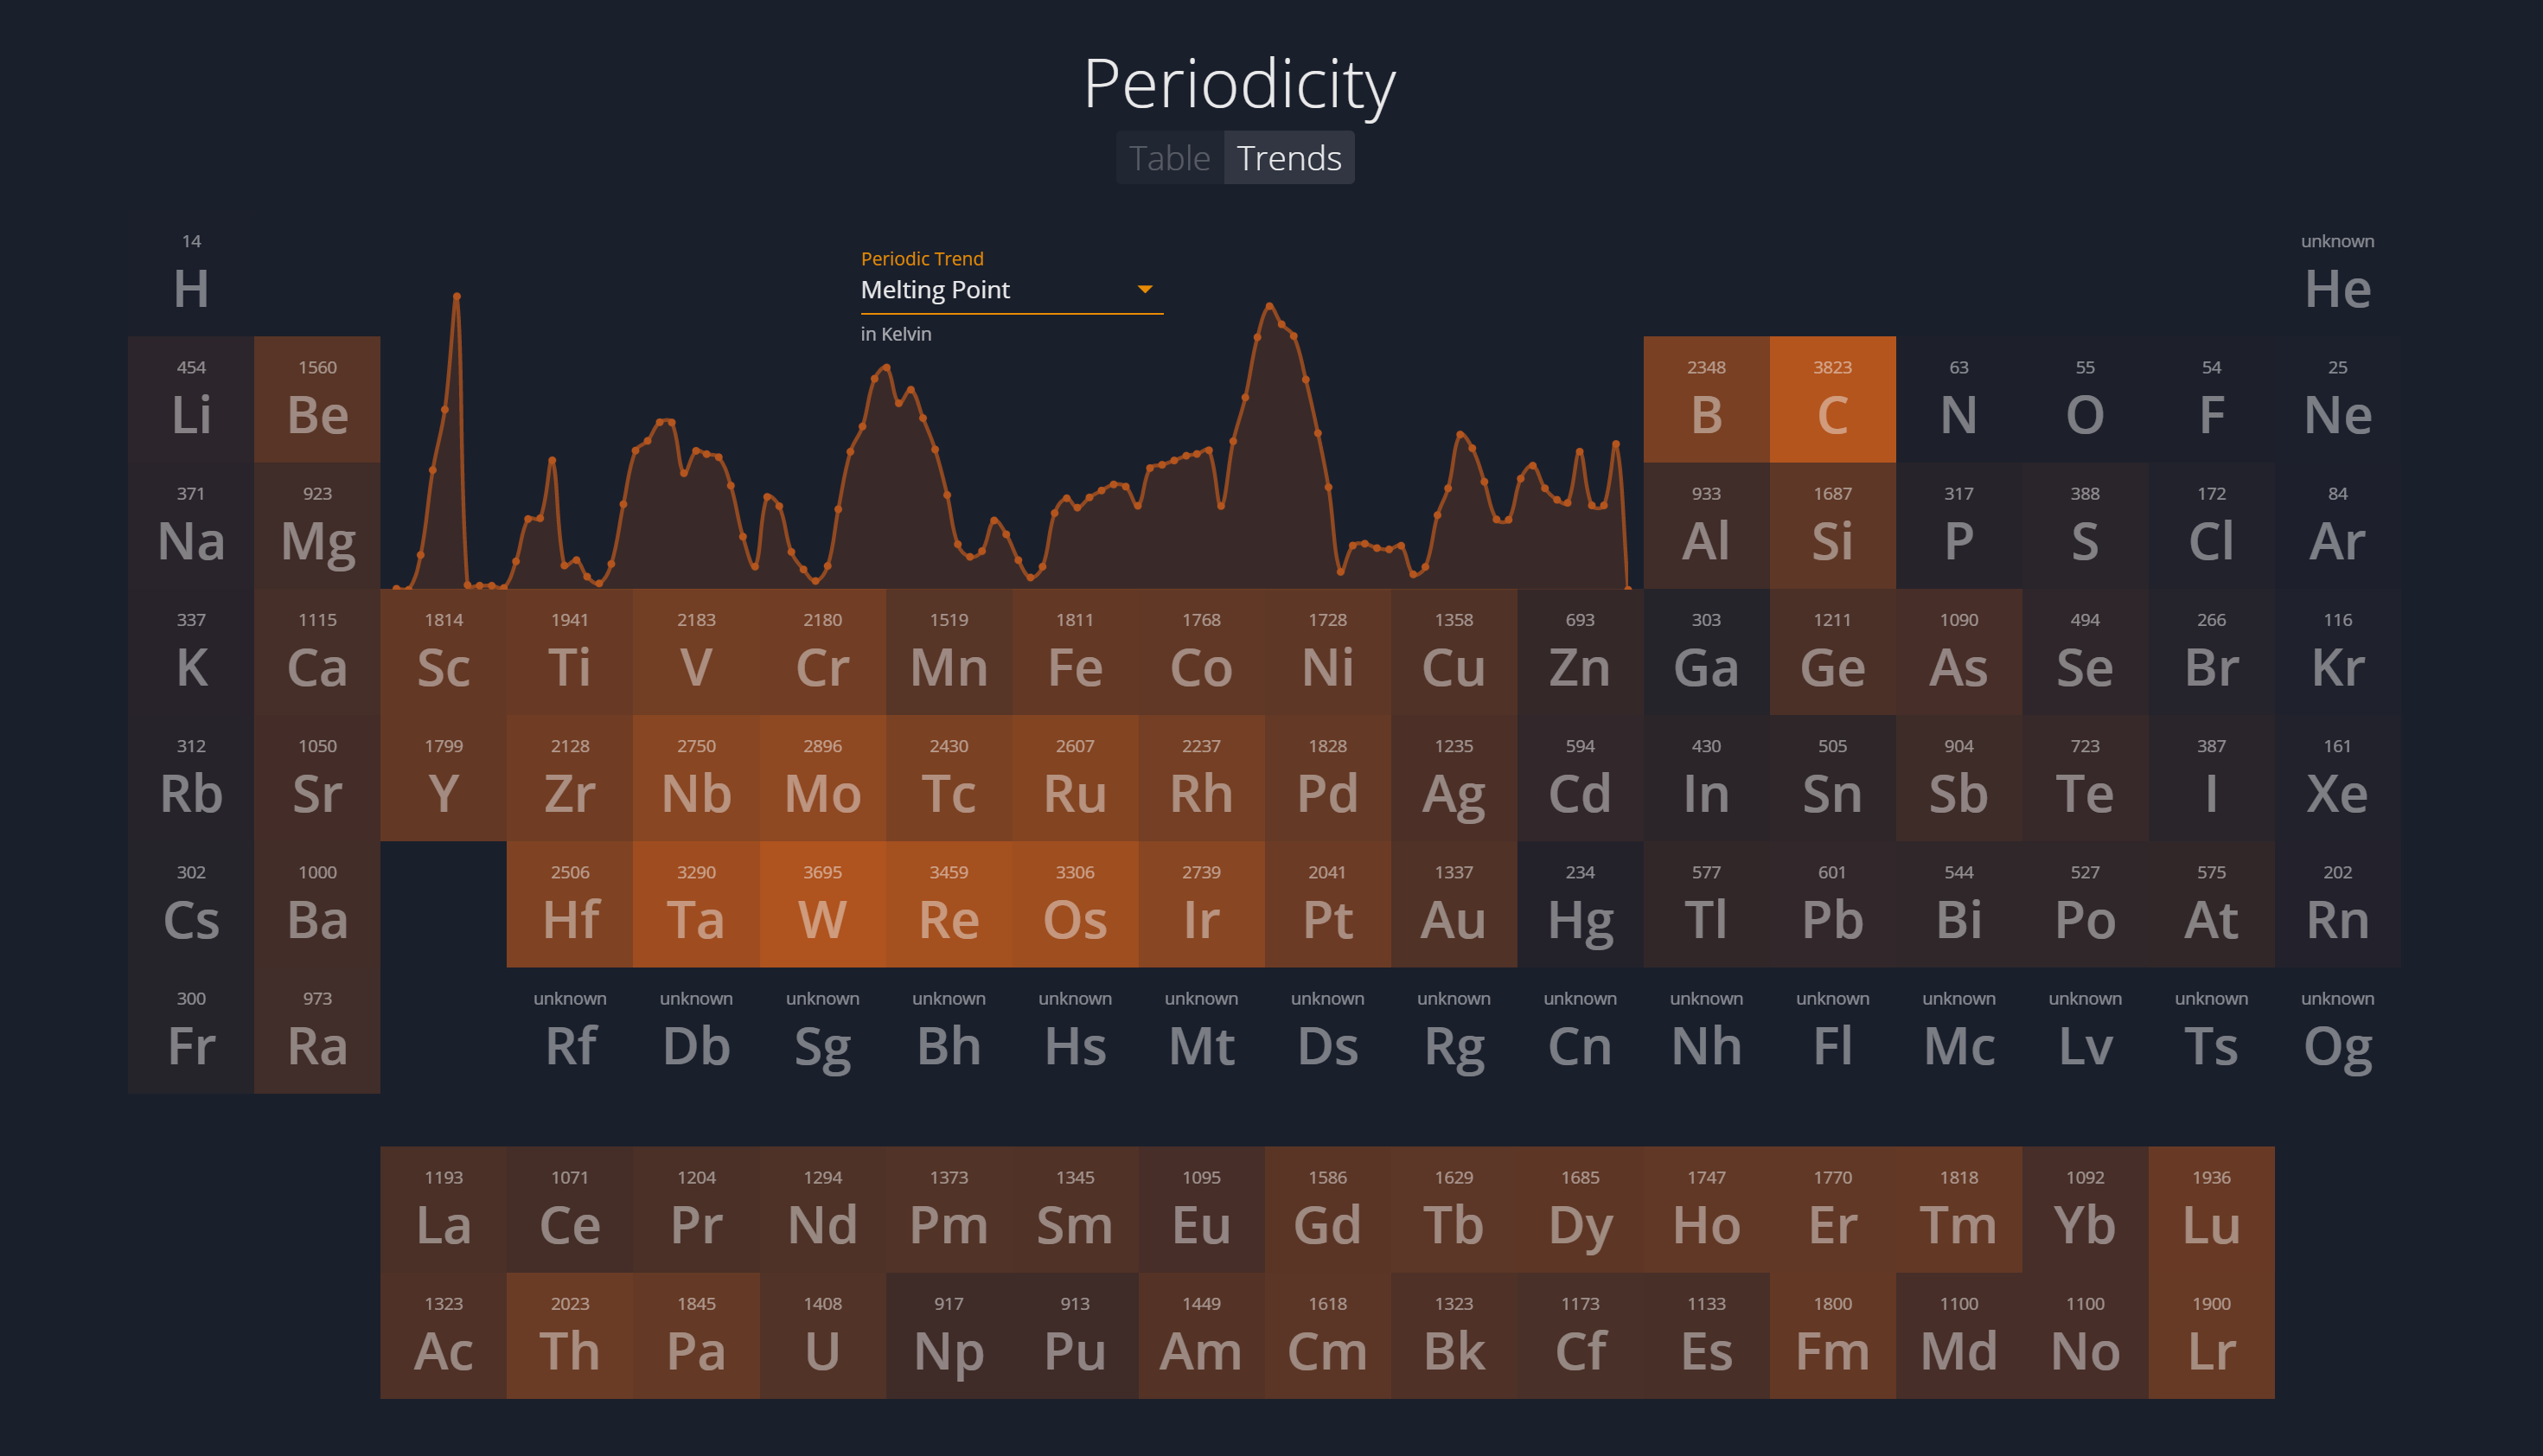 Periodicity
Table Trends
14 unknown
H He
Periodic Trend
Melting Point
in Kelvin
454 1560 2348 3823 63 55 54 25
Li Be B C N O F Ne
371 923 933 1687 317 388 172 84
Na Mg Al Si P S Cl Ar
337 1115 1814 1941 2183 2180 1519 1811 1768 1728 1358 693 303 1211 1090 494 266 116
K Ca Sc Ti V Cr Mn Fe Co Ni Cu Zn Ga Ge As Se Br Kr
312 1050 1799 2128 2750 2896 2430 2607 2237 1828 1235 594 430 505 904 723 387 161
Rb Sr Y Zr Nb Mo Tc Ru Rh Pd Ag Cd In Sn Sb Te I Xe
302 1000 2506 3290 3695 3459 3306 2739 2041 1337 234 577 601 544 527 575 202
Cs Ba Hf Ta W Re Os Ir Pt Au Hg Tl Pb Bi Po At Rn
300 973 unknown unknown unknown unknown unknown unknown unknown unknown unknown unknown unknown unknown unknown unknown unknown
Fr Ra Rf Db Sg Bh Hs Mt Ds Rg Cn Nh Fl Mc Lv Ts Og
1193 1071 1204 1294 1373 1345 1095 1586 1629 1685 1747 1770 1818 1092 1936
La Ce Pr Nd Pm Sm Eu Gd Tb Dy Ho Er Tm Yb Lu
1323 2023 1845 1408 917 913 1449 1618 1323 1173 1133 1800 1100 1100 1900
Ac Th Pa U Np Pu Am Cm Bk Cf Es Fm Md No Lr